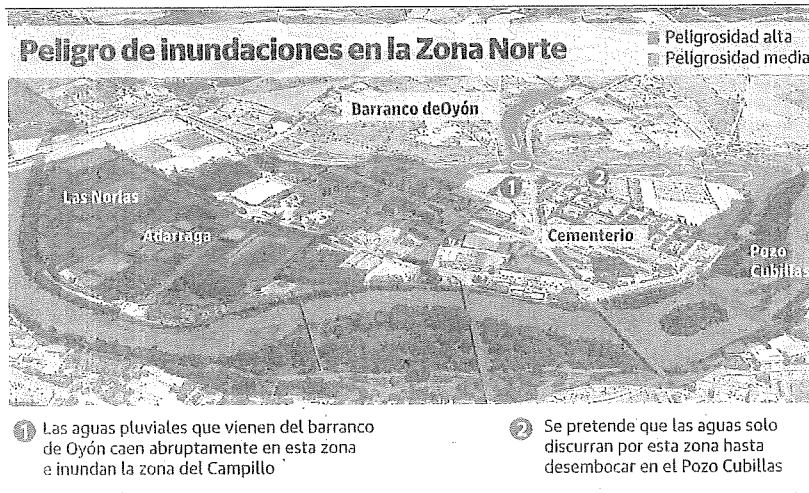 Peligro de inundaciones en la Zona Norte
Peligrosidad alta
Peligrosidad media
Barranco deOyón
1
2
Las Norias
Adarraga
Cementerio
Pozo
Cubillas
1 Las aguas pluviales que vienen del barranco
de Oyón caen abruptamente en esta zona
e inundan la zona del Campillo
2 Se pretende que las aguas solo
discurran por esta zona hasta
desembocar en el Pozo Cubillas